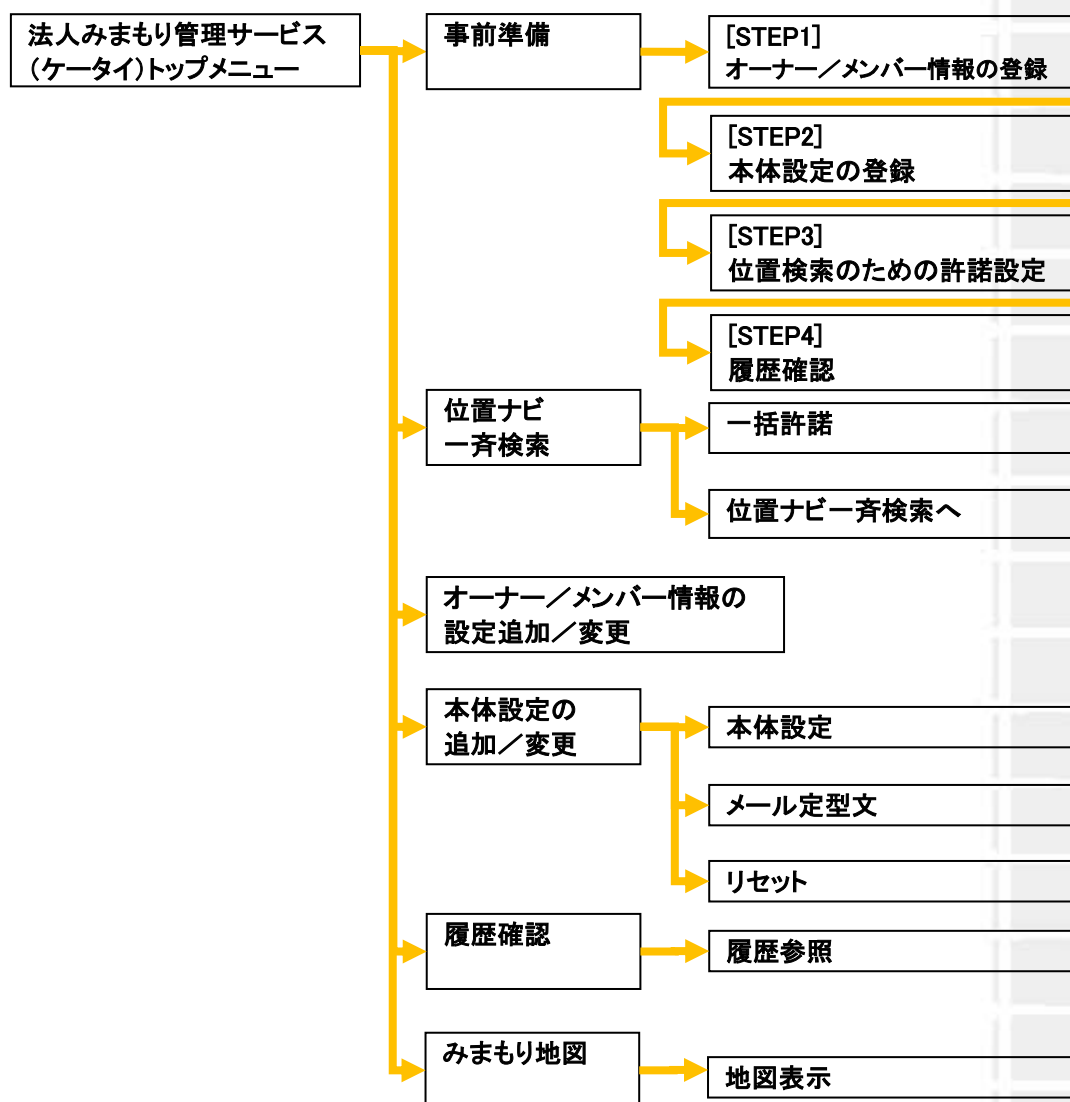 法人みまもり管理サービス
（ケータイ）トップメニュー
事前準備
[STEP1]
オーナー／メンバー情報の登録
[STEP2]
本体設定の登録
[STEP3]
位置検索のための許諾設定
[STEP4]
履歴確認
位置ナビ
一斉検索
一括許諾
位置ナビ一斉検索へ
オーナー／メンバー情報の
設定追加／変更
本体設定の
追加／変更
本体設定
メール定型文
リセット
履歴確認
履歴参照
みまもり地図
地図表示